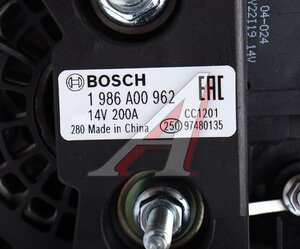 BOSCH
EAC
1 986 A00 962
14V 200A
CC1201
280 Made in China
250 97480135
04-024
V22119 14V